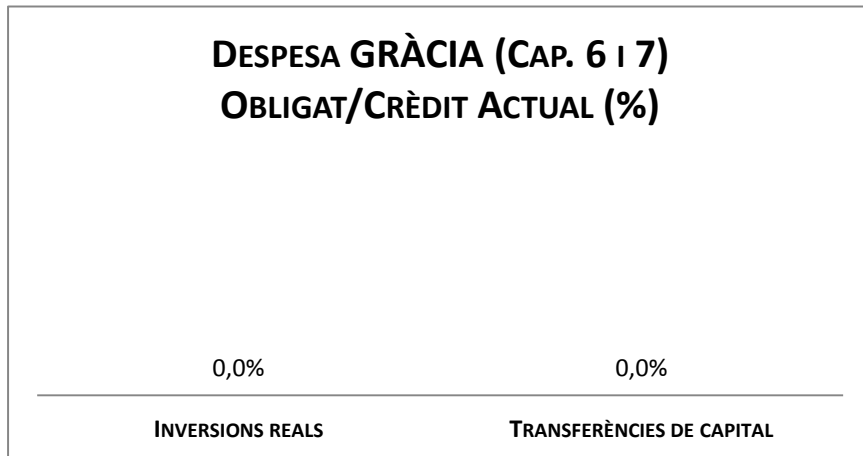 DESPESA GRÀCIA (CAP. 6 I 7)
OBLIGAT/CRÈDIT ACTUAL (%)
0,0% 0,0%
INVERSIONS REALS TRANSFERÈNCIES DE CAPITAL